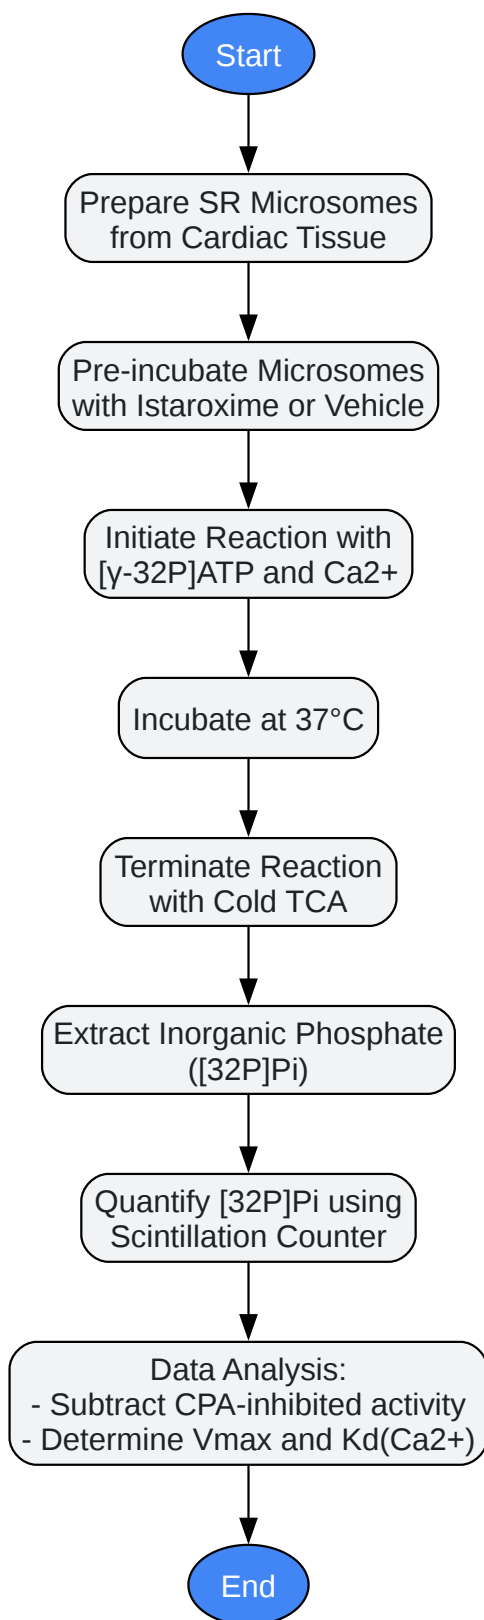 Start
Prepare SR Microsomes
from Cardiac Tissue
Pre-incubate Microsomes
with Istaroxime or Vehicle
Initiate Reaction with
[γ-32P]ATP and Ca2+
Incubate at 37°C
Terminate Reaction
with Cold TCA
Extract Inorganic Phosphate
([32P]Pi)
Quantify [32P]Pi using
Scintillation Counter
Data Analysis:
- Subtract CPA-inhibited activity
- Determine Vmax and Kd(Ca2+)
End